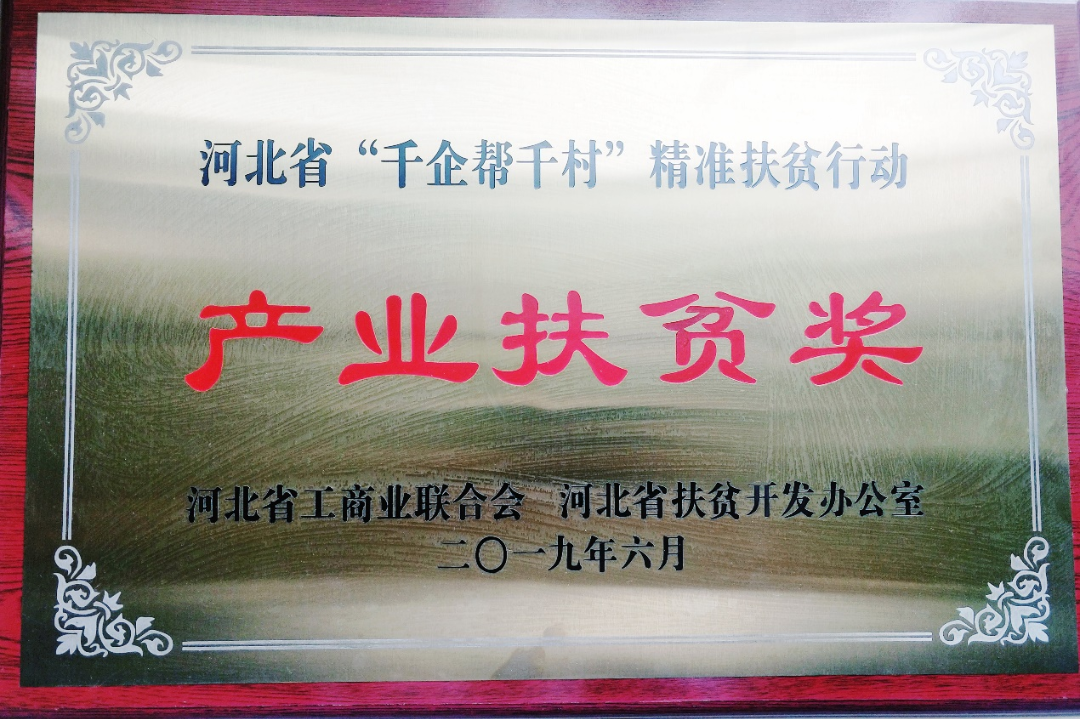 河北省“千企帮千村”精准扶贫行动
产业扶贫奖
河北省工商业联合会 河北省扶贫开发办公室
二〇一九年六月